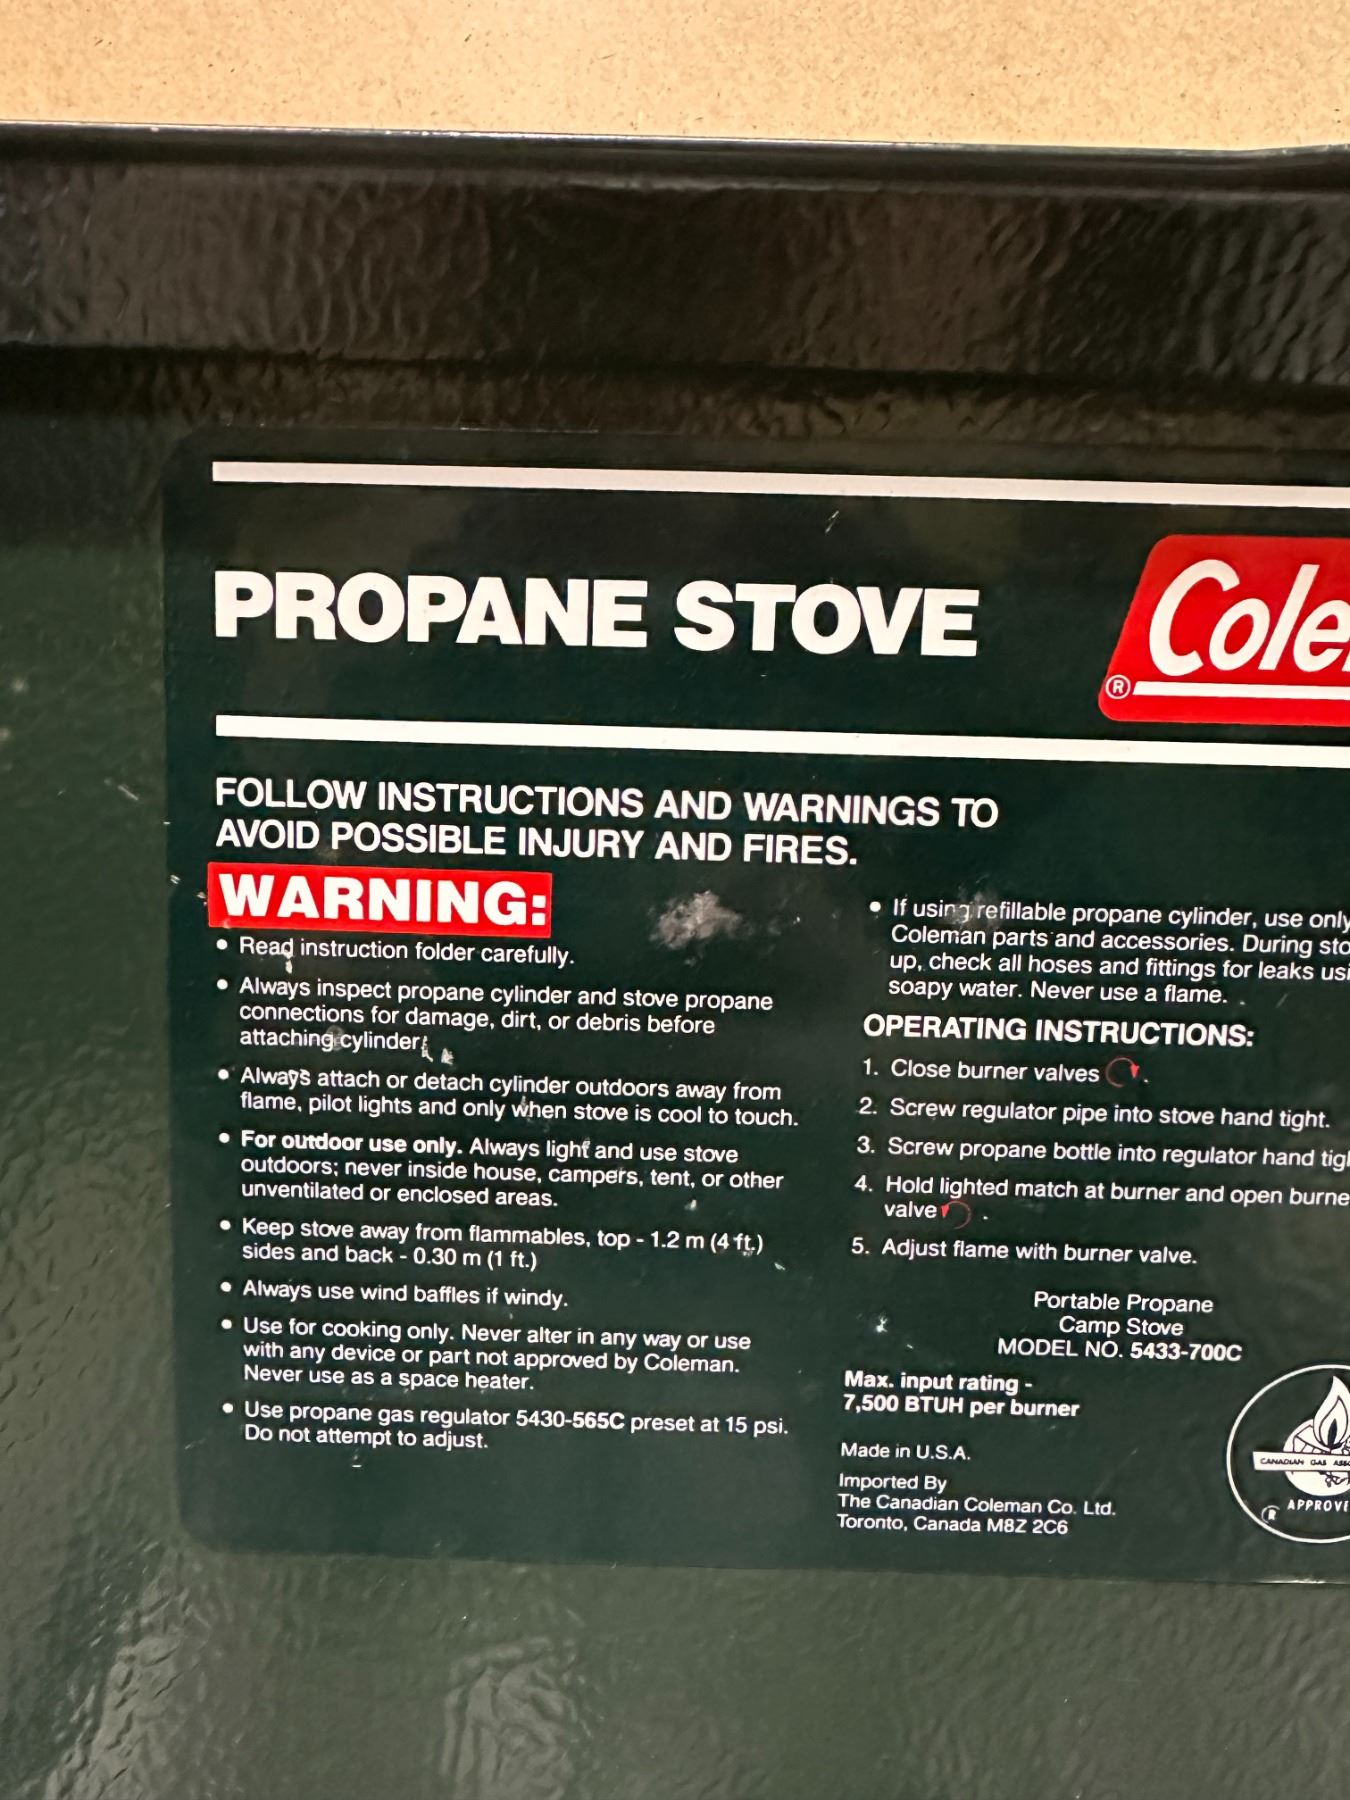 PROPANE STOVE
Cole
®
FOLLOW INSTRUCTIONS AND WARNINGS TO
AVOID POSSIBLE INJURY AND FIRES.
WARNING:
• Read instruction folder carefully.
• Always inspect propane cylinder and stove propane
connections for damage, dirt, or debris before
attaching cylinder.
• Always attach or detach cylinder outdoors away from
flame, pilot lights and only when stove is cool to touch.
• For outdoor use only. Always light and use stove
outdoors; never inside house, campers, tent, or other
unventilated or enclosed areas.
• Keep stove away from flammables, top - 1.2 m (4 ft.)
sides and back - 0.30 m (1 ft.)
• Always use wind baffles if windy.
• Use for cooking only. Never alter in any way or use
with any device or part not approved by Coleman.
Never use as a space heater.
• Use propane gas regulator 5430-565C preset at 15 psi.
Do not attempt to adjust.
• If using refillable propane cylinder, use only
Coleman parts and accessories. During sto
up, check all hoses and fittings for leaks usi
soapy water. Never use a flame.
OPERATING INSTRUCTIONS:
1. Close burner valves .
2. Screw regulator pipe into stove hand tight.
3. Screw propane bottle into regulator hand tigh
4. Hold lighted match at burner and open burne
valve .
5. Adjust flame with burner valve.
Portable Propane
Camp Stove
MODEL NO. 5433-700C
Max. input rating -
7,500 BTUH per burner
Made in U.S.A.
Imported By
The Canadian Coleman Co. Ltd.
Toronto, Canada M8Z 2C6
CANADIAN GAS ASSO
APPROVE
®